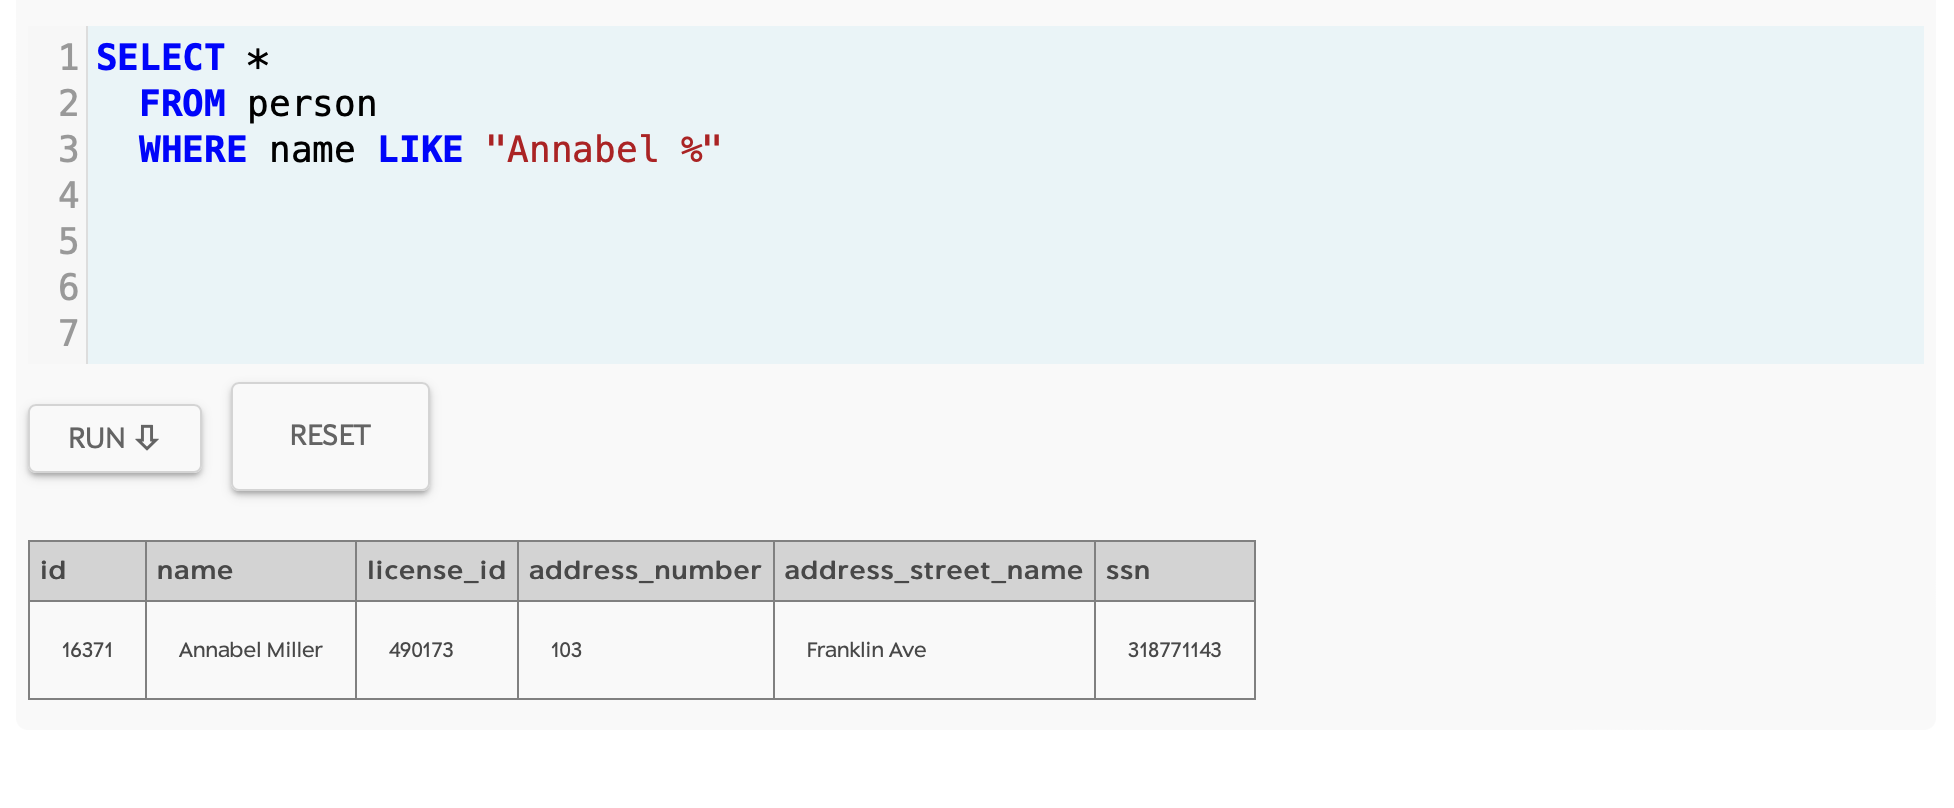 1 SELECT *
2 FROM person
3 WHERE name LIKE "Annabel %"
4
5
6
7
RUN ⇩ RESET
id name license_id address_number address_street_name ssn
16371 Annabel Miller 490173 103 Franklin Ave 318771143